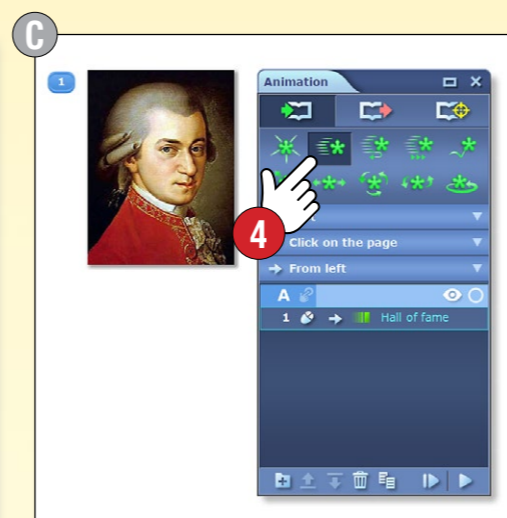 C
1
Animation
4
Click on the page
From left
A
1 Hall of fame